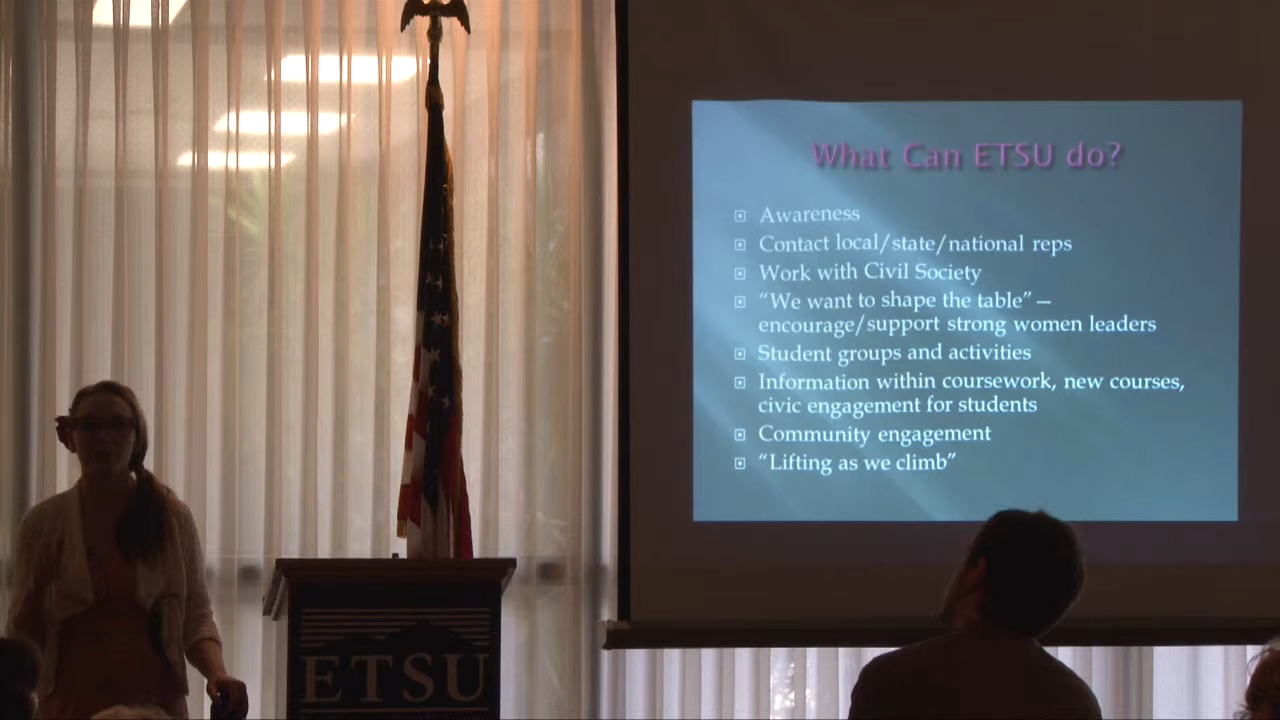 What Can ETSU do?
Awareness
Contact local/state/national reps
Work with Civil Society
“We want to shape the table” –
encourage/support strong women leaders
Student groups and activities
Information within coursework, new courses,
civic engagement for students
Community engagement
“Lifting as we climb”
ETSU